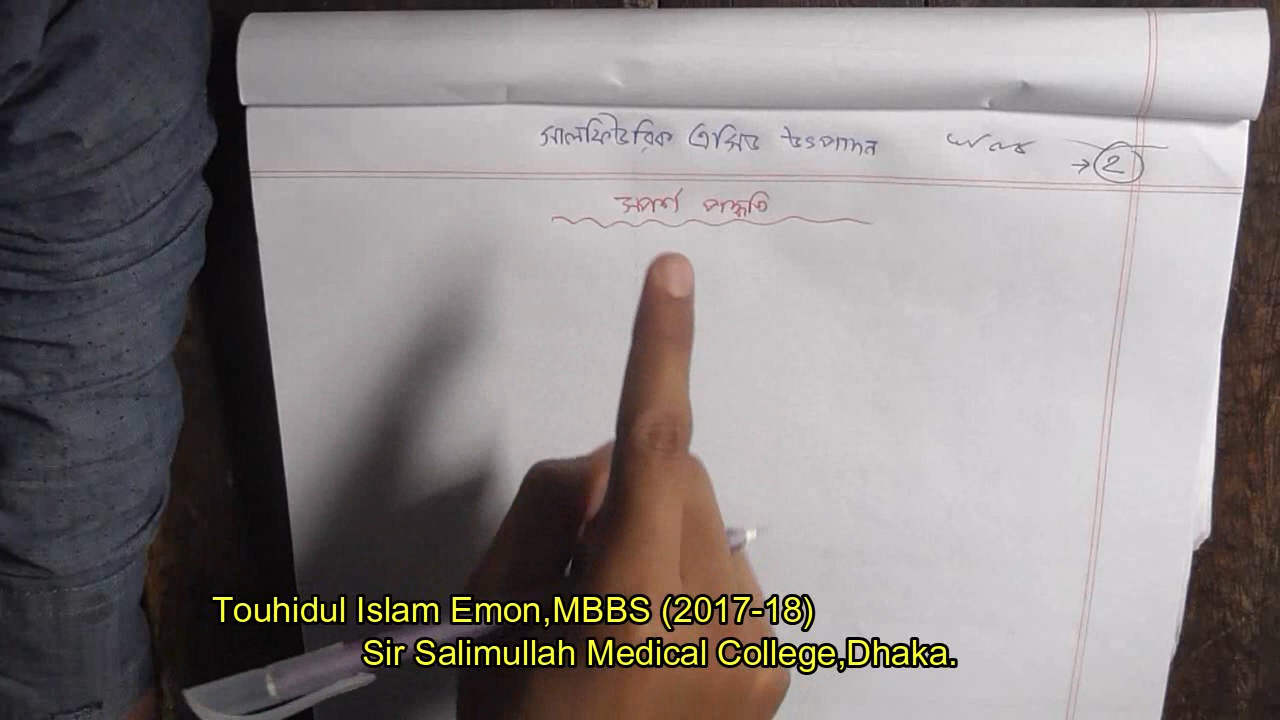 সালফিউরিক এসিড উৎপাদন
→ 2
স্পর্শ পদ্ধতি
Touhidul Islam Emon,MBBS (2017-18)
Sir Salimullah Medical College,Dhaka.